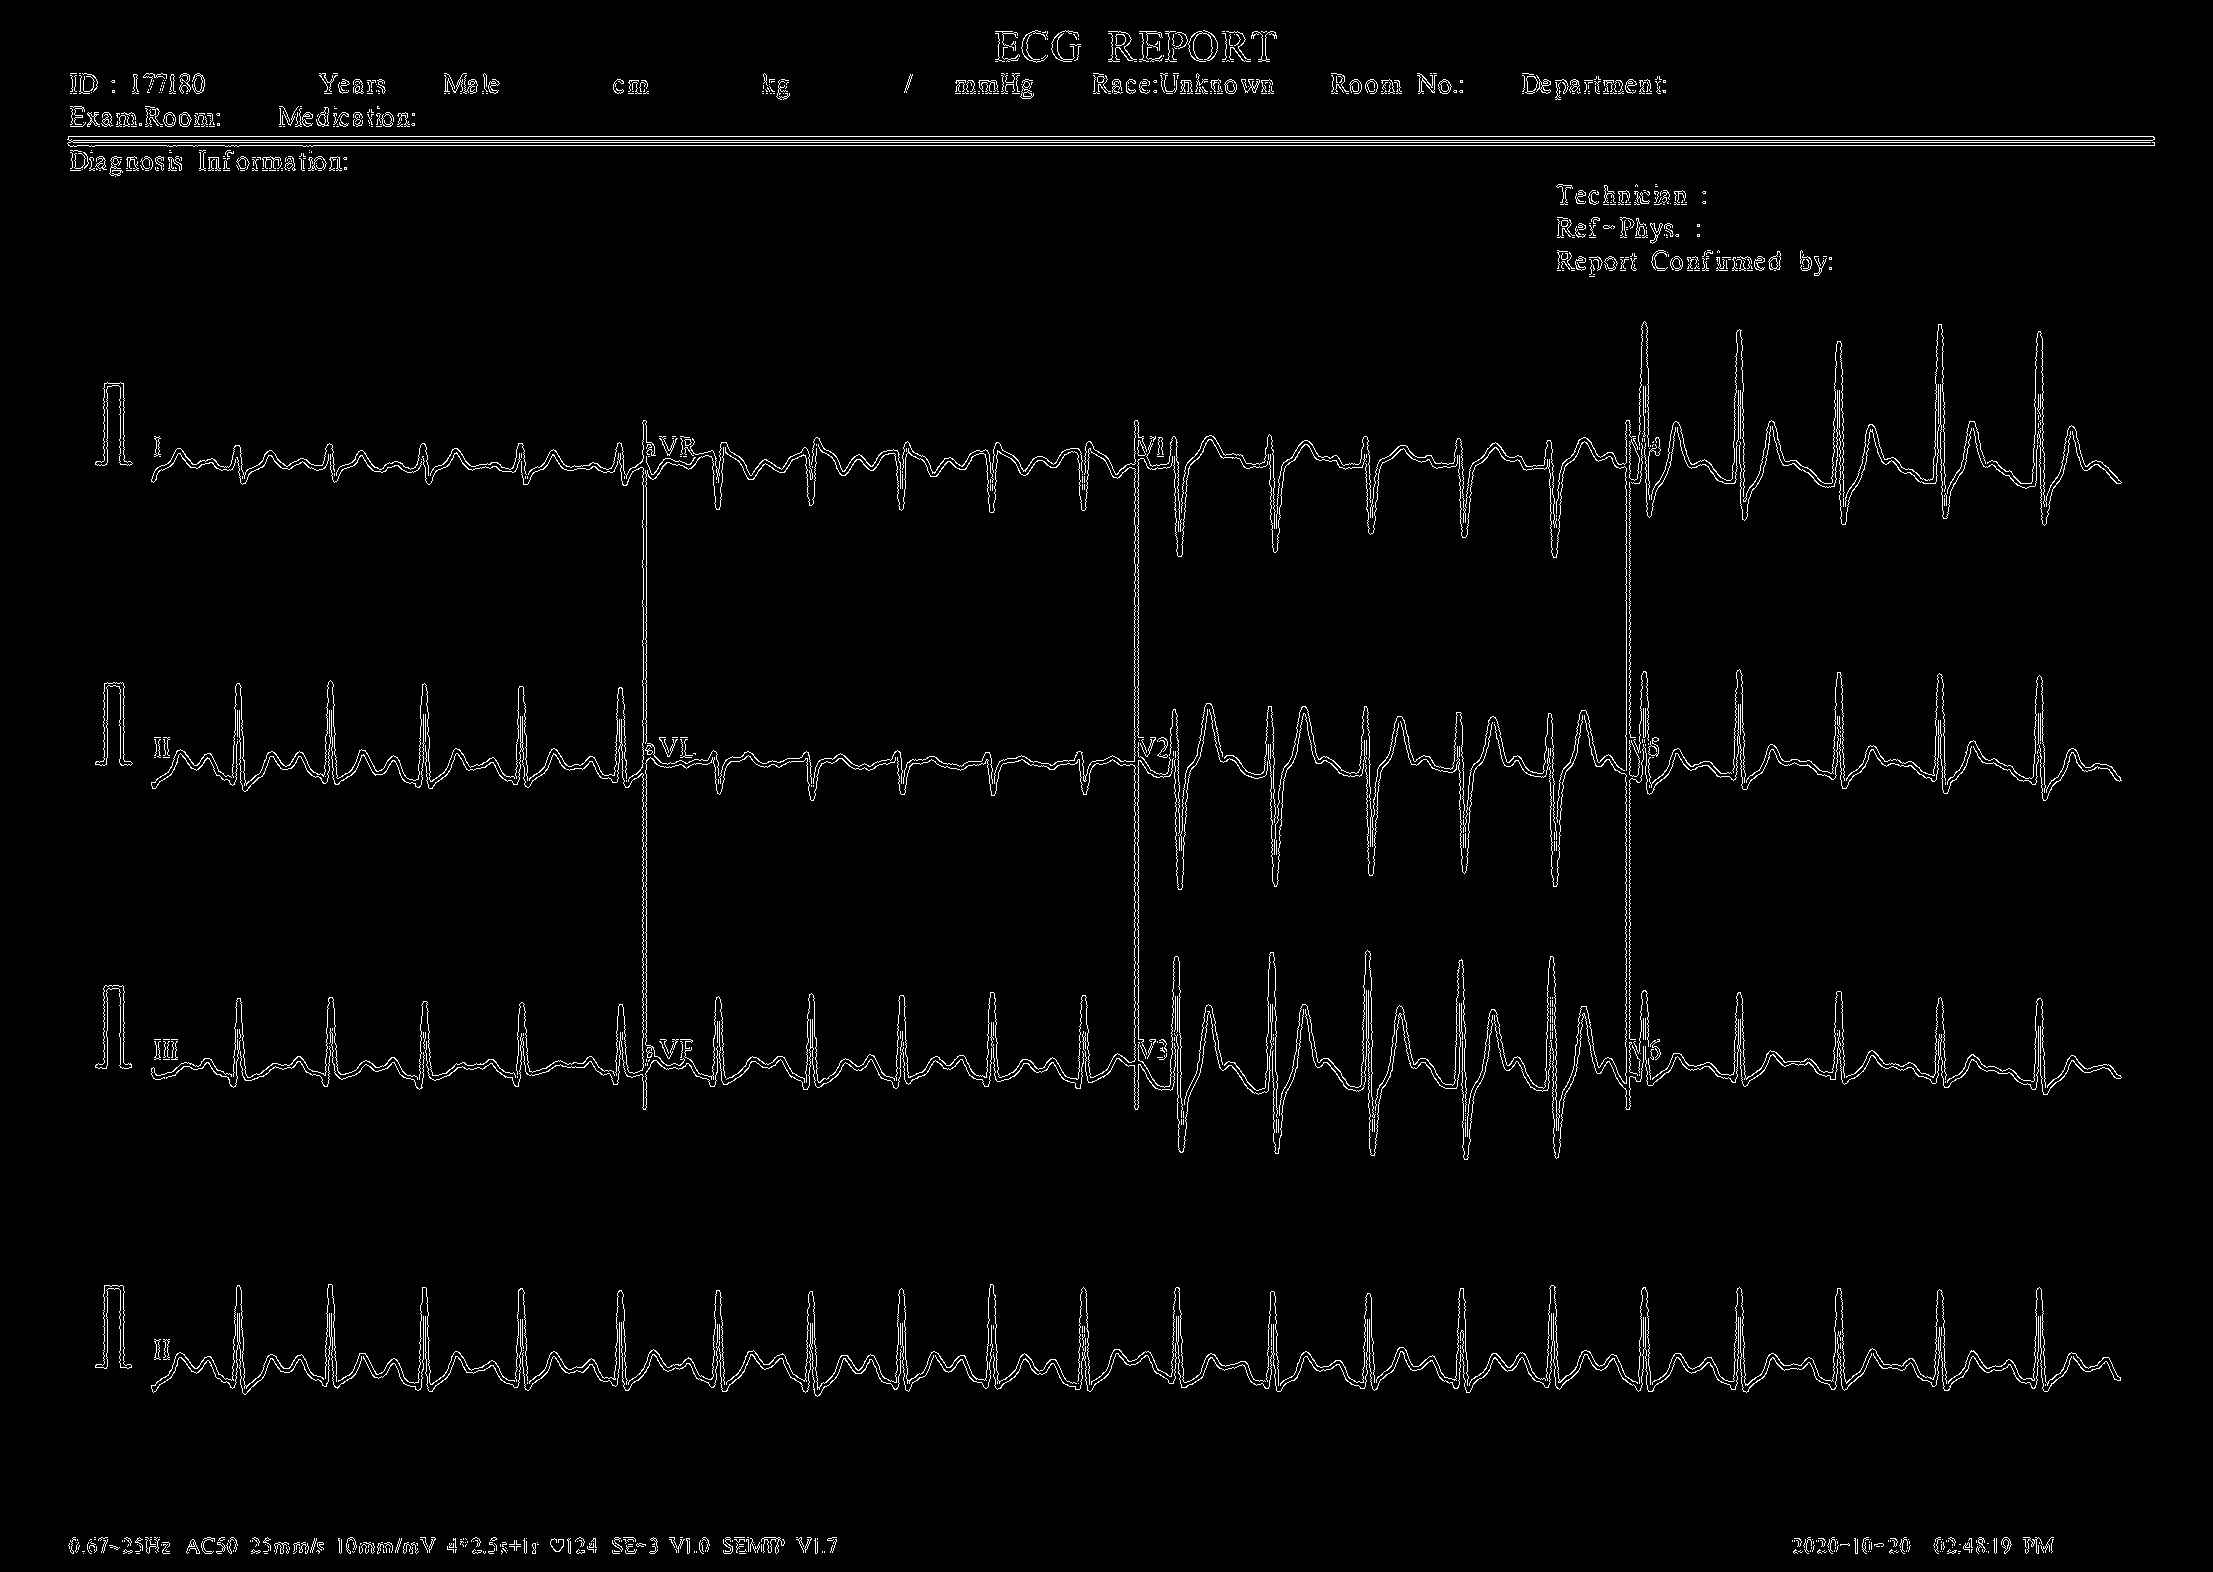 ECG REPORT
ID : 177180 Years Male cm kg / mmHg Race:Unknown Room No.: Department:
Exam.Room: Medication:
Diagnosis Information:
Technician :
Ref-Phys. :
Report Confirmed by:
I aVR V1 V4
II aVL V2 V5
III aVF V3 V6
II
0.67~25Hz AC50 25mm/s 10mm/mV 4*2.5s+1r ♡124 SE-3 V1.0 V1.7 2020-10-20 02:48:19 PM